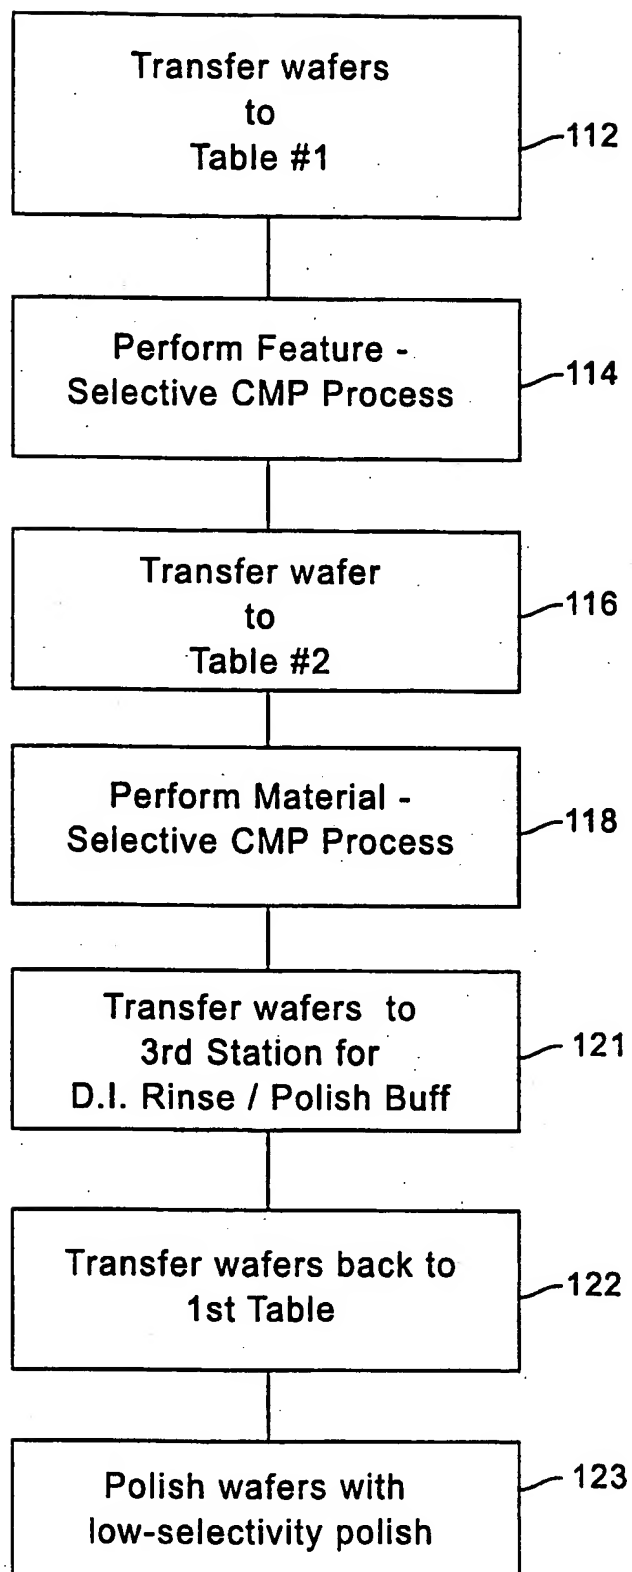 Transfer wafers
to
Table #1
112
Perform Feature -
Selective CMP Process
114
Transfer wafer
to
Table #2
116
Perform Material -
Selective CMP Process
118
Transfer wafers to
3rd Station for
D.I. Rinse / Polish Buff
121
Transfer wafers back to
1st Table
122
Polish wafers with
low-selectivity polish
123